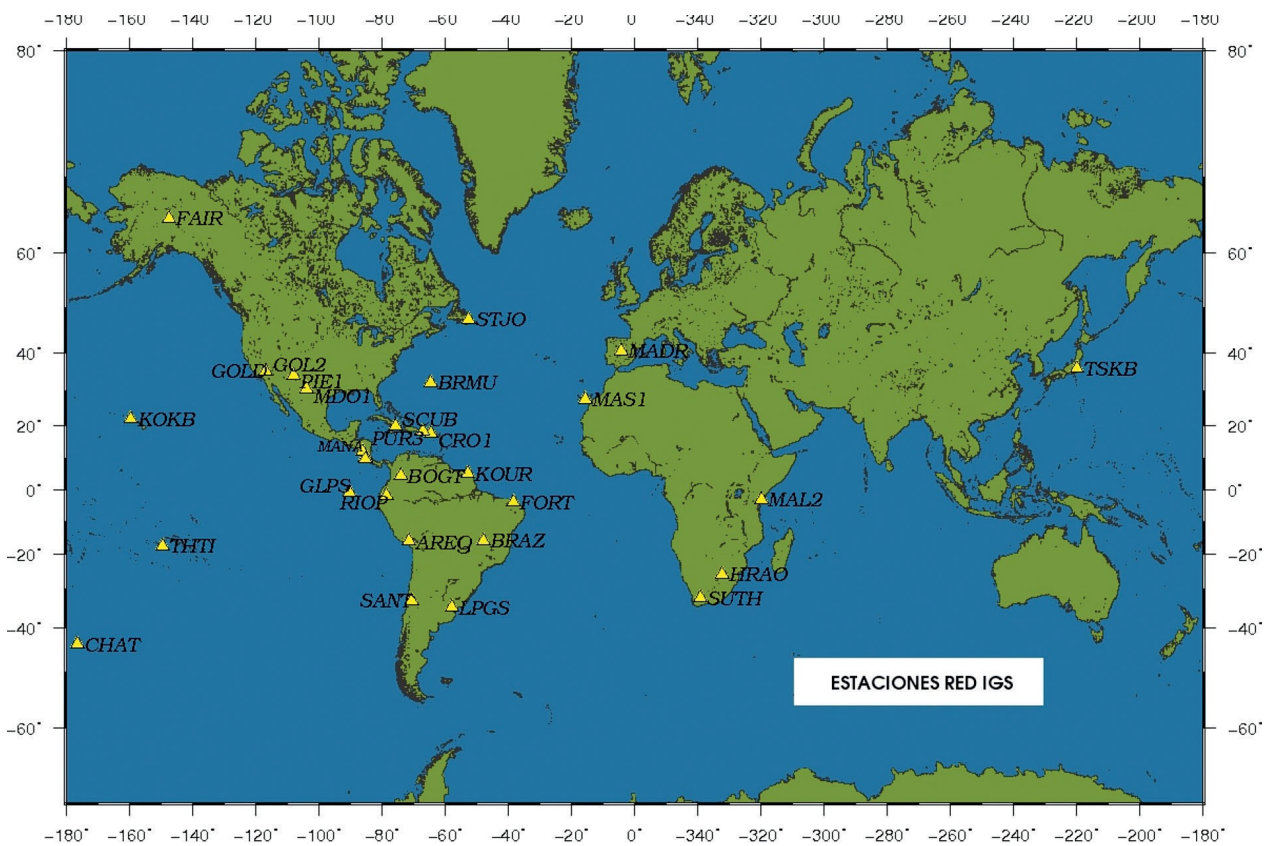 -180 -160° -140° -120° -100° -80° -60° -40° -20 0 -340° -320° -300° -280° -260° -240° -220° -200° -180
80° 80°
FAIR
60° 60°
STJO
40° MADR 40°
GOLD GOL2 TSKB
PIE1 BRMU
MDO1 MAS1
KOKB SCUB
20° PUR3 CRO1 20°
MANA
BOGT KOUR
GLPS
0° RIOP FORT MAL2 0°
THTI AREQ BRAZ
-20° -20°
HRAO
SANT LPGS SUTH
-40° -40°
CHAT
ESTACIONES RED IGS
-60° -60°
-180 -160° -140° -120° -100° -80° -60° -40° -20° 0° -340° -320° -300° -280° -260° -240° -220° -200° -180